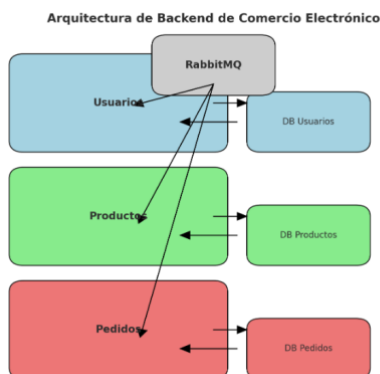 Arquitectura de Backend de Comercio Electrónico
RabbitMQ
Usuarios
DB Usuarios
Productos
DB Productos
Pedidos
DB Pedidos